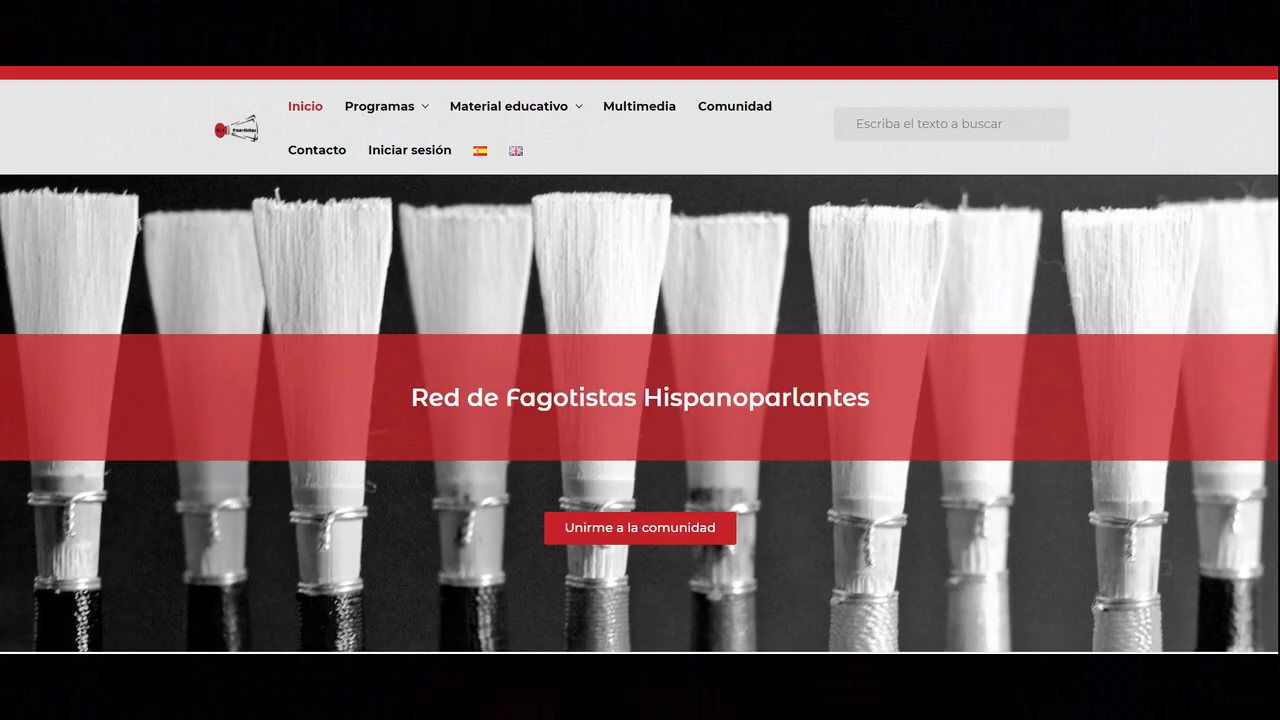 Inicio Programas Material educativo Multimedia Comunidad
Escriba el texto a buscar
Contacto Iniciar sesión
Red de Fagotistas Hispanoparlantes
Unirme a la comunidad